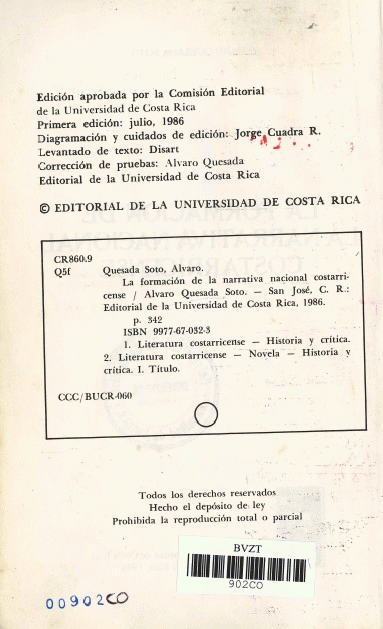 Edición aprobada por la Comisión Editorial
de la Universidad de Costa Rica
Primera edición: julio, 1986
Diagramación y cuidados de edición: Jorge Cuadra R.
Levantado de texto: Disart
Corrección de pruebas: Alvaro Quesada
Editorial de la Universidad de Costa Rica
© EDITORIAL DE LA UNIVERSIDAD DE COSTA RICA
CR860.9
Q5f Quesada Soto, Alvaro.
La formación de la narrativa nacional costarri-
cense / Alvaro Quesada Soto. — San José, C. R.:
Editorial de la Universidad de Costa Rica, 1986.
p. 342
ISBN 9977-67-032-3
1. Literatura costarricense — Historia y crítica.
2. Literatura costarricense — Novela — Historia y
crítica. I. Título.
CCC/BUCR-060
Todos los derechos reservados
Hecho el depósito de ley
Prohibida la reproducción total o parcial
BVZT
902CO
00902CO